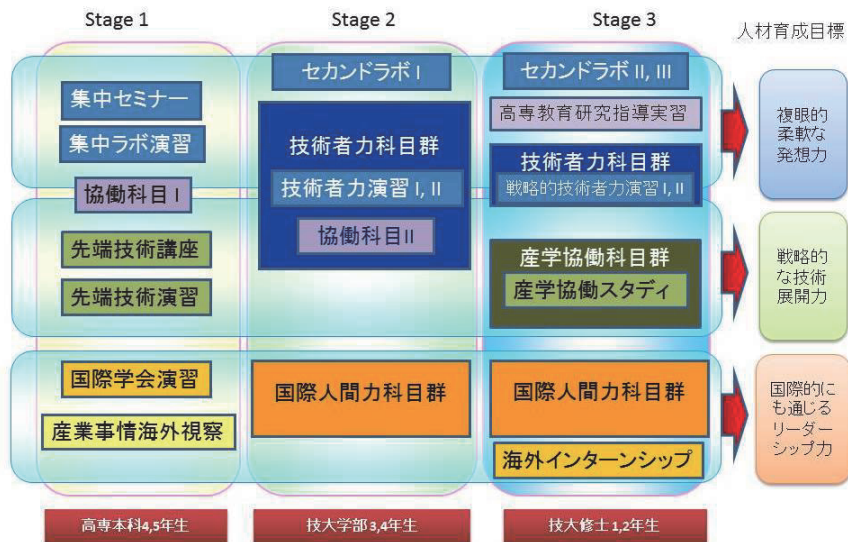 Stage 1
Stage 2
Stage 3
人材育成目標
集中セミナー
集中ラボ演習
協働科目 I
先端技術講座
先端技術演習
国際学会演習
産業事情海外視察
高専本科4,5年生
セカンドラボ I
技術者力科目群
技術者力演習 I, II
協働科目II
国際人間力科目群
技大学部3,4年生
セカンドラボ II, III
高専教育研究指導実習
技術者力科目群
戦略的技術者力演習 I, II
産学協働科目群
産学協働スタディ
国際人間力科目群
海外インターンシップ
技大修士1,2年生
複眼的
柔軟な
発想力
戦略的
な技術
展開力
国際的に
も通じる
リーダー
シップ力